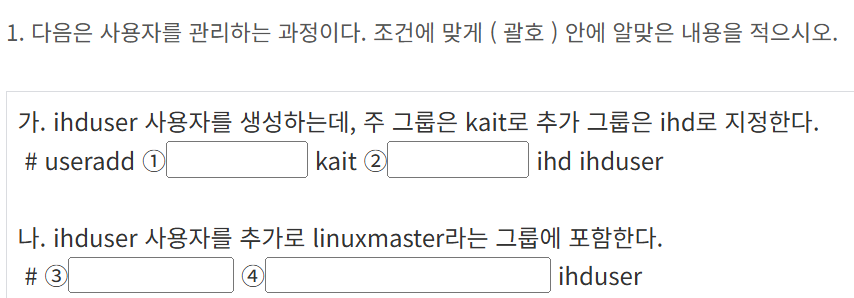 1. 다음은 사용자를 관리하는 과정이다. 조건에 맞게 ( 괄호 ) 안에 알맞은 내용을 적으시오.
가. ihduser 사용자를 생성하는데, 주 그룹은 kait로 추가 그룹은 ihd로 지정한다.
# useradd ① kait ② ihd ihduser
나. ihduser 사용자를 추가로 linuxmaster라는 그룹에 포함한다.
# ③ ④ ihduser